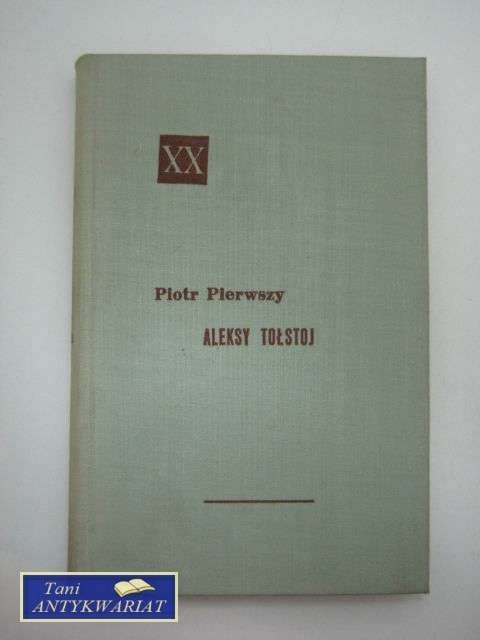 XX
Piotr Pierwszy
ALEKSY TOŁSTOJ
Tani
ANTYKWARIAT